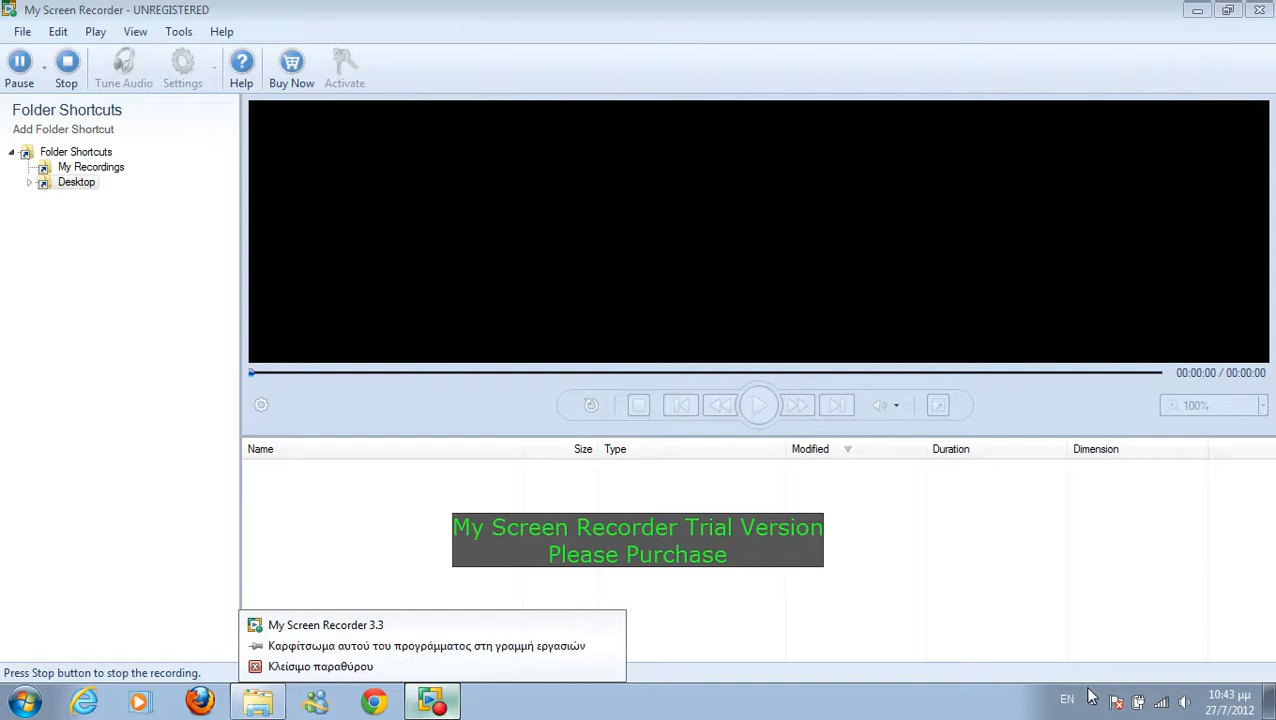 My Screen Recorder - UNREGISTERED
File Edit Play View Tools Help
Pause Stop Tune Audio Settings Help Buy Now Activate
Folder Shortcuts
Add Folder Shortcut
Folder Shortcuts
My Recordings
Desktop
00:00:00 / 00:00:00
100%
Name Size Type Modified Duration Dimension
My Screen Recorder Trial Version
Please Purchase
My Screen Recorder 3.3
Καρφίτσωμα αυτού του προγράμματος στη γραμμή εργασιών
Κλείσιμο παραθύρου
Press Stop button to stop the recording.
EN
10:43 μμ
27/7/2012